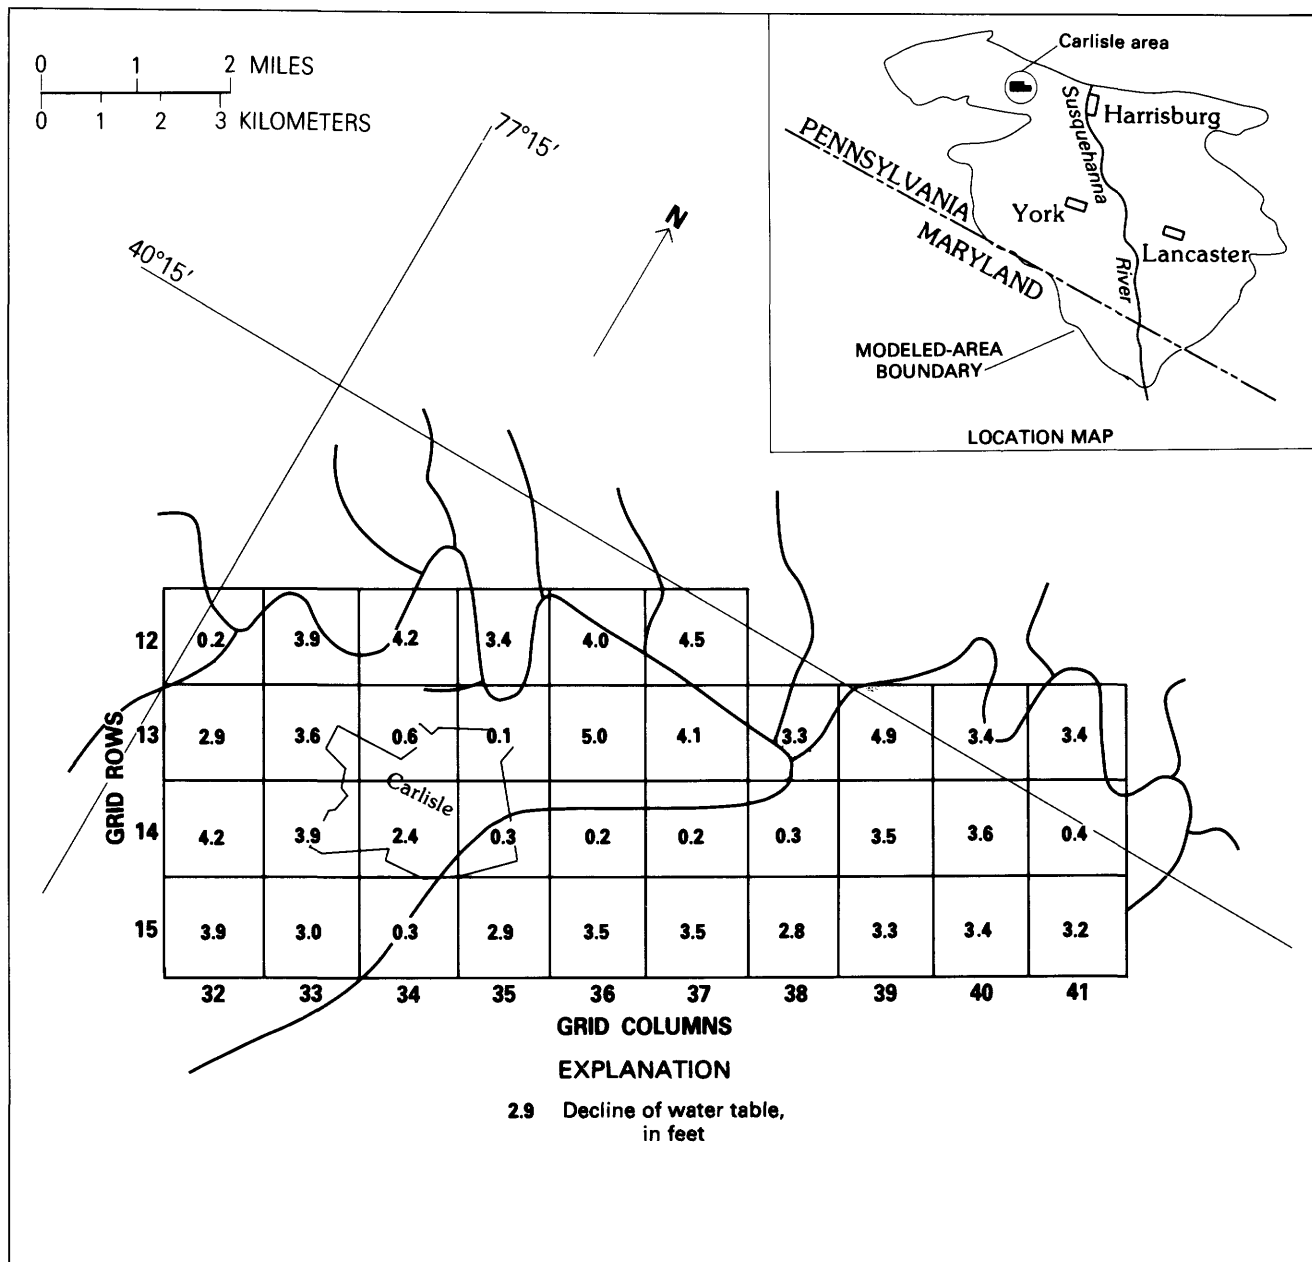 0 1 2 MILES
0 1 2 3 KILOMETERS
77°15′
40°15′
N
Carlisle area
Susquehanna
Harrisburg
PENNSYLVANIA
MARYLAND
York
Lancaster
River
MODELED-AREA
BOUNDARY
LOCATION MAP
GRID ROWS
12 0.2 3.9 4.2 3.4 4.0 4.5
13 2.9 3.6 0.6 0.1 5.0 4.1 3.3 4.9 3.4 3.4
Carlisle
14 4.2 3.9 2.4 0.3 0.2 0.2 0.3 3.5 3.6 0.4
15 3.9 3.0 0.3 2.9 3.5 3.5 2.8 3.3 3.4 3.2
32 33 34 35 36 37 38 39 40 41
GRID COLUMNS
EXPLANATION
2.9 Decline of water table,
in feet